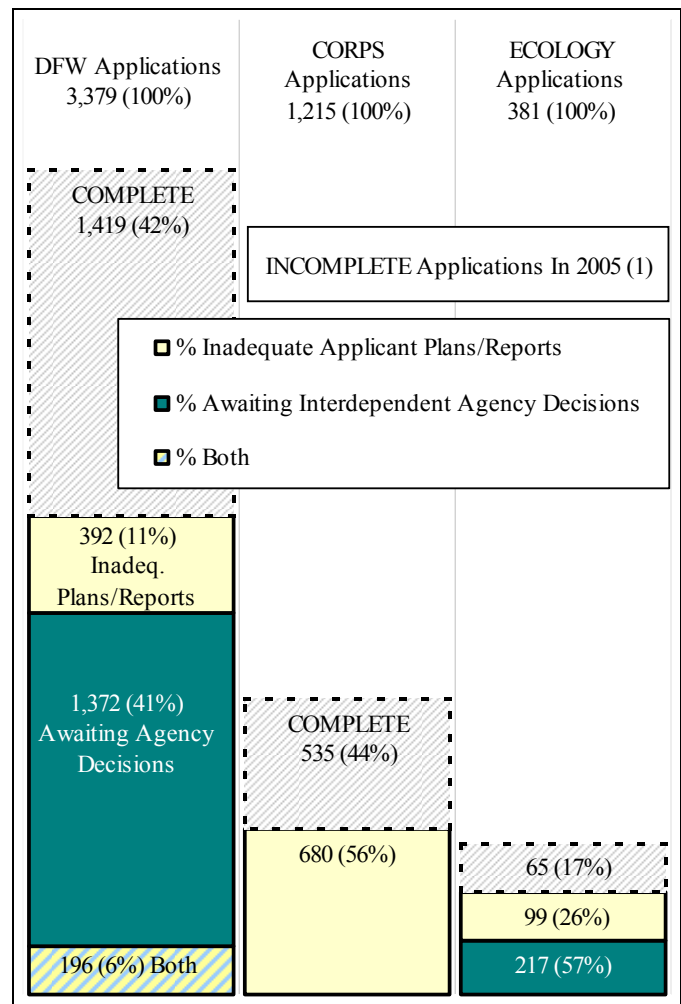 DFW Applications
3,379 (100%)
CORPS
Applications
1,215 (100%)
ECOLOGY
Applications
381 (100%)
COMPLETE
1,419 (42%)
INCOMPLETE Applications In 2005 (1)
% Inadequate Applicant Plans/Reports
% Awaiting Interdependent Agency Decisions
% Both
392 (11%)
Inadeq.
Plans/Reports
1,372 (41%)
Awaiting Agency
Decisions
196 (6%) Both
COMPLETE
535 (44%)
680 (56%)
65 (17%)
99 (26%)
217 (57%)